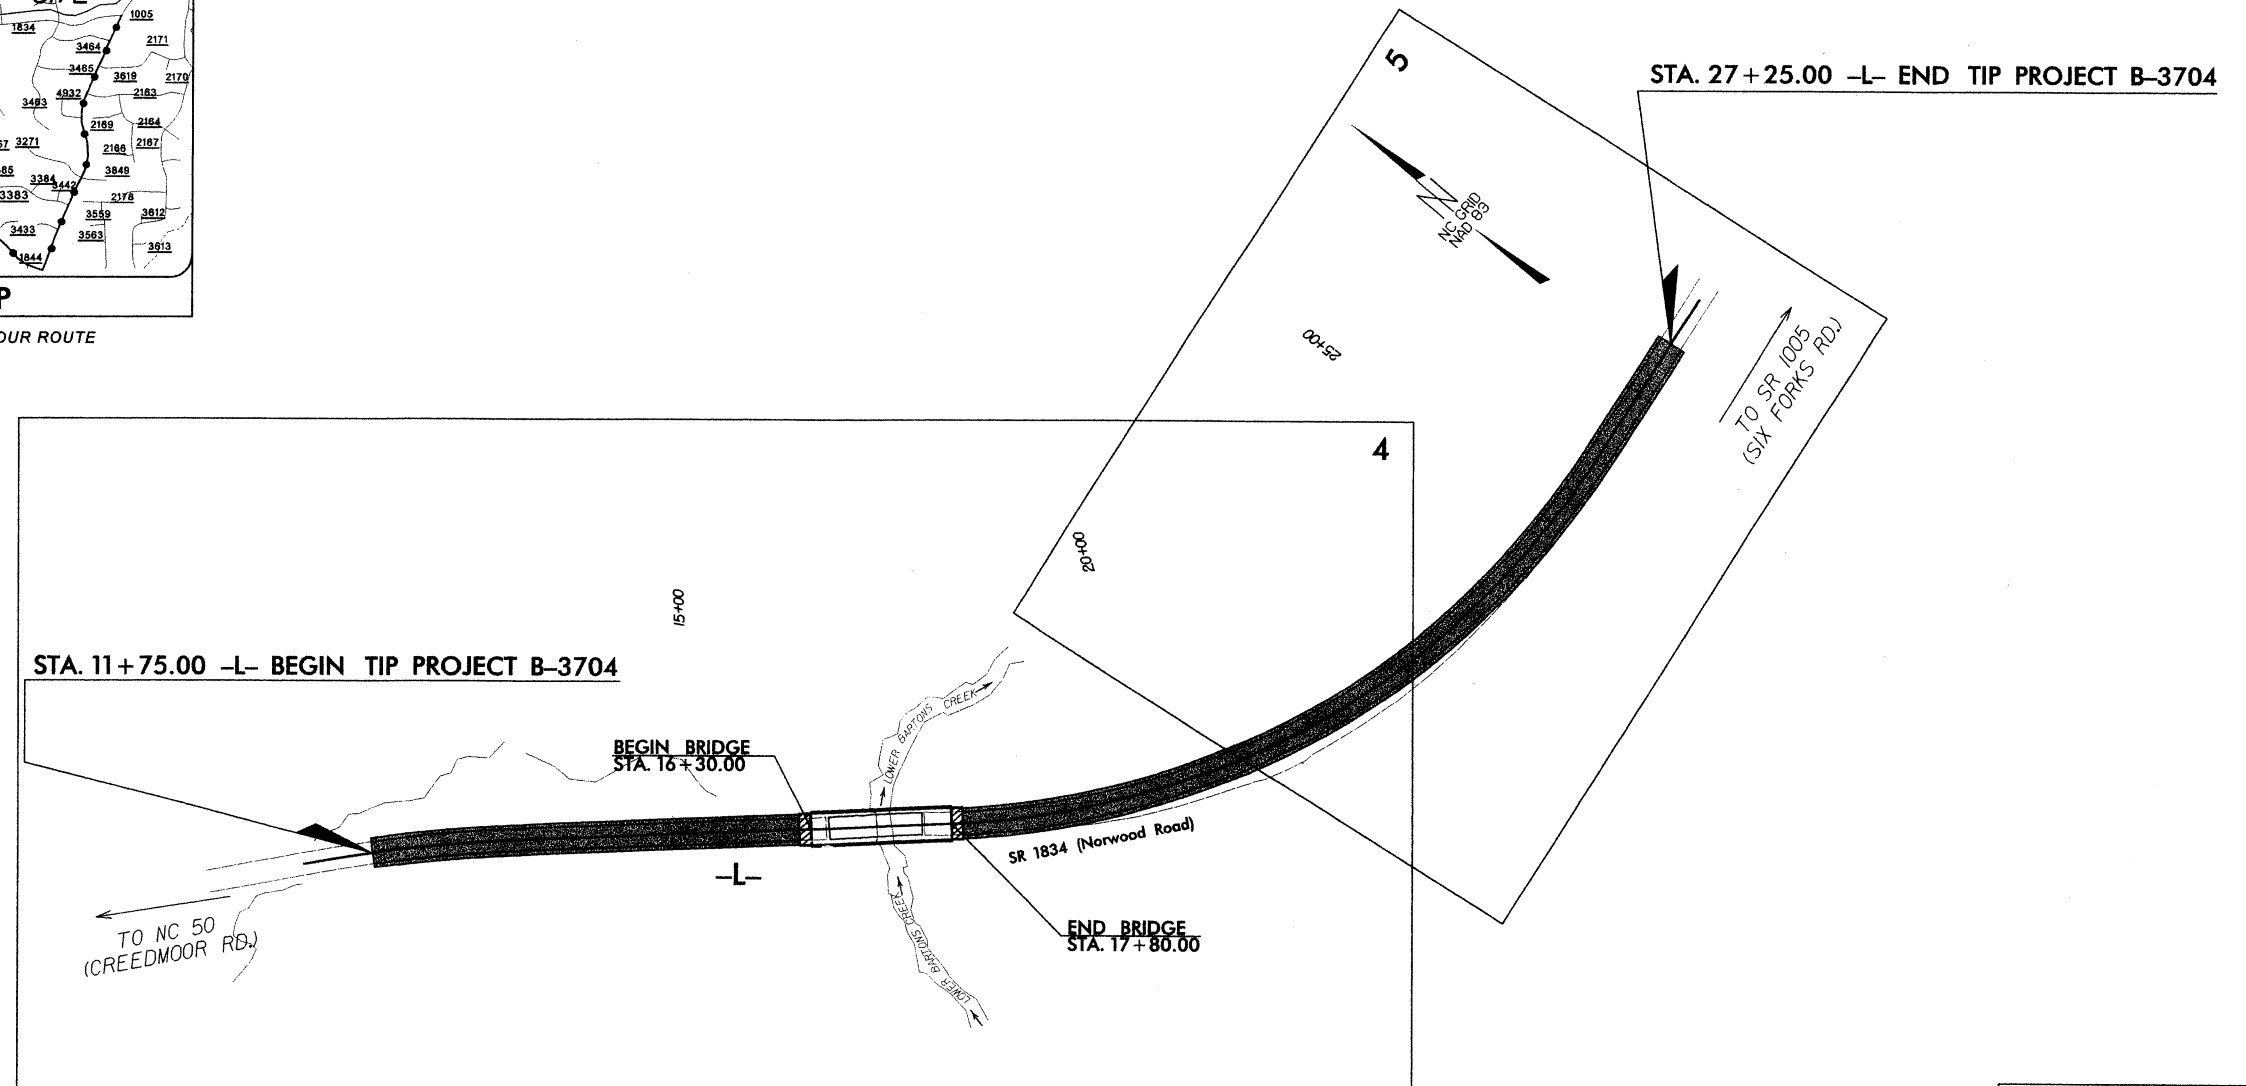 1005
1834
3464
2171
3465
3619
2170
4932
2163
3463
2169
2164
3271
2166
2167
3849
3384
3442
3383
2178
3559
3612
3433
3563
3613
1844
OUR ROUTE
5
STA. 27+25.00 -L- END TIP PROJECT B-3704
NC GRID
NAD 83
25+00
TO SR 1005
(SIX FORKS RD.)
4
20+00
15+00
STA. 11+75.00 -L- BEGIN TIP PROJECT B-3704
LOWER BARTONS CREEK
BEGIN BRIDGE
STA. 16+30.00
SR 1834 (Norwood Road)
-L-
TO NC 50
(CREEDMOOR RD.)
END BRIDGE
STA. 17+80.00
LOWER BARTONS CREEK